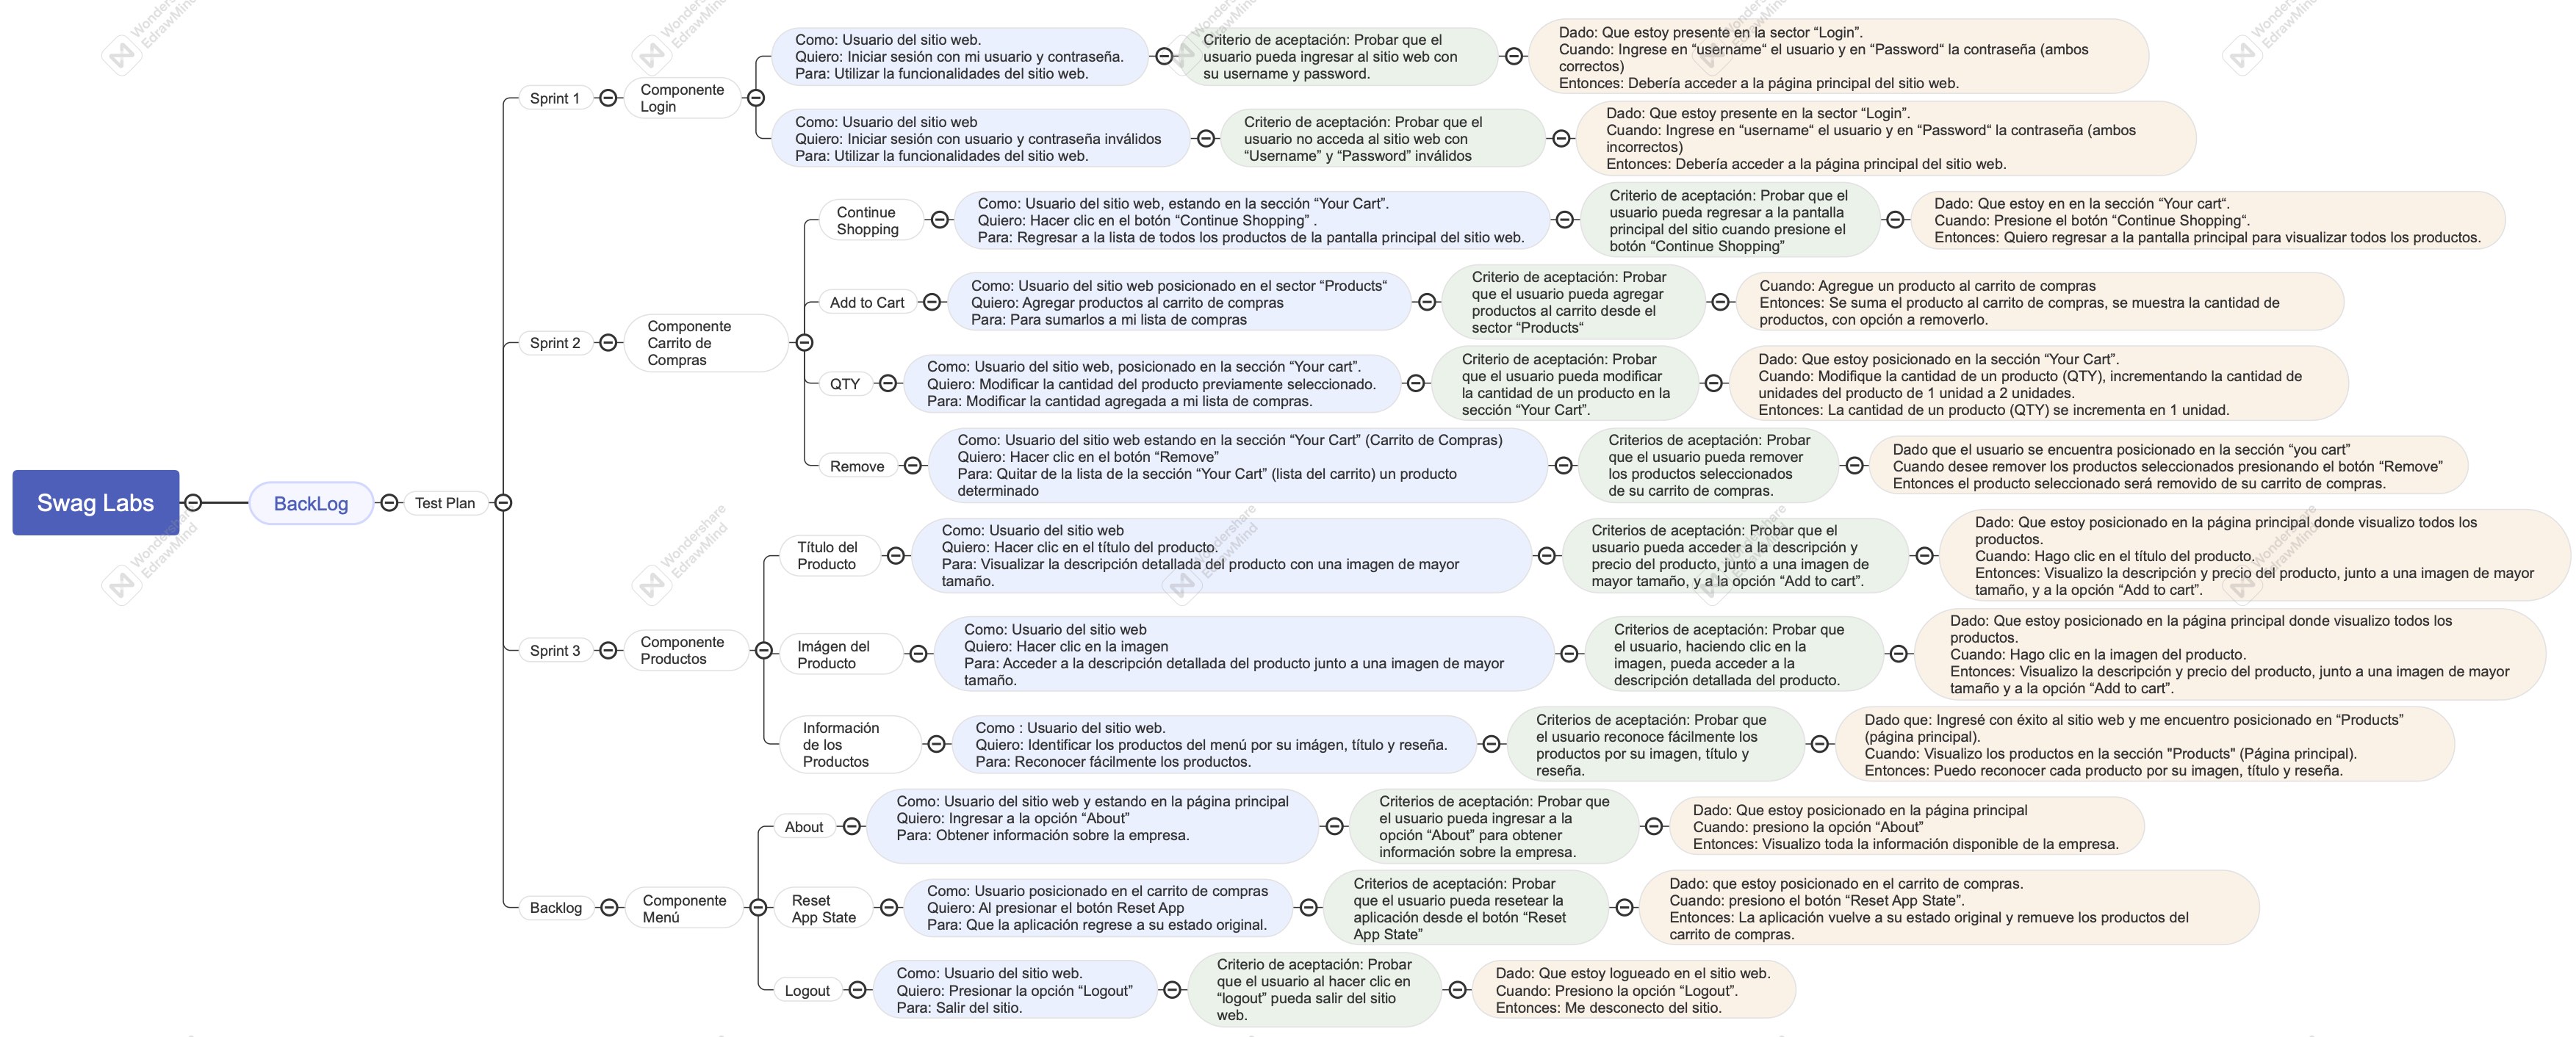 Swag Labs
BackLog
Test Plan
Sprint 1
Componente
Login
Como: Usuario del sitio web.
Quiero: Iniciar sesión con mi usuario y contraseña.
Para: Utilizar la funcionalidades del sitio web.
Criterio de aceptación: Probar que el
usuario pueda ingresar al sitio web con
su username y password.
Dado: Que estoy presente en la sector “Login”.
Cuando: Ingrese en “username“ el usuario y en “Password“ la contraseña (ambos
correctos)
Entonces: Debería acceder a la página principal del sitio web.
Como: Usuario del sitio web
Quiero: Iniciar sesión con usuario y contraseña inválidos
Para: Utilizar la funcionalidades del sitio web.
Criterio de aceptación: Probar que el
usuario no acceda al sitio web con
“Username” y “Password” inválidos
Dado: Que estoy presente en la sector “Login”.
Cuando: Ingrese en “username“ el usuario y en “Password“ la contraseña (ambos
incorrectos)
Entonces: Debería acceder a la página principal del sitio web.
Sprint 2
Componente
Carrito de
Compras
Continue
Shopping
Como: Usuario del sitio web, estando en la sección “Your Cart”.
Quiero: Hacer clic en el botón “Continue Shopping” .
Para: Regresar a la lista de todos los productos de la pantalla principal del sitio web.
Criterio de aceptación: Probar que el
usuario pueda regresar a la pantalla
principal del sitio cuando presione el
botón “Continue Shopping”
Dado: Que estoy en en la sección “Your cart“.
Cuando: Presione el botón “Continue Shopping“.
Entonces: Quiero regresar a la pantalla principal para visualizar todos los productos.
Add to Cart
Como: Usuario del sitio web posicionado en el sector “Products“
Quiero: Agregar productos al carrito de compras
Para: Para sumarlos a mi lista de compras
Criterio de aceptación: Probar
que el usuario pueda agregar
productos al carrito desde el
sector “Products“
Cuando: Agregue un producto al carrito de compras
Entonces: Se suma el producto al carrito de compras, se muestra la cantidad de
productos, con opción a removerlo.
QTY
Como: Usuario del sitio web, posicionado en la sección “Your cart”.
Quiero: Modificar la cantidad del producto previamente seleccionado.
Para: Modificar la cantidad agregada a mi lista de compras.
Criterio de aceptación: Probar
que el usuario pueda modificar
la cantidad de un producto en la
sección “Your Cart”.
Dado: Que estoy posicionado en la sección “Your Cart”.
Cuando: Modifique la cantidad de un producto (QTY), incrementando la cantidad de
unidades del producto de 1 unidad a 2 unidades.
Entonces: La cantidad de un producto (QTY) se incrementa en 1 unidad.
Remove
Como: Usuario del sitio web estando en la sección “Your Cart” (Carrito de Compras)
Quiero: Hacer clic en el botón “Remove”
Para: Quitar de la lista de la sección “Your Cart” (lista del carrito) un producto
determinado
Criterios de aceptación: Probar
que el usuario pueda remover
los productos seleccionados
de su carrito de compras.
Dado que el usuario se encuentra posicionado en la sección “you cart”
Cuando desee remover los productos seleccionados presionando el botón “Remove”
Entonces el producto seleccionado será removido de su carrito de compras.
Sprint 3
Componente
Productos
Título del
Producto
Como: Usuario del sitio web
Quiero: Hacer clic en el título del producto.
Para: Visualizar la descripción detallada del producto con una imagen de mayor
tamaño.
Criterios de aceptación: Probar que el
usuario pueda acceder a la descripción y
precio del producto, junto a una imagen de
mayor tamaño, y a la opción “Add to cart”.
Dado: Que estoy posicionado en la página principal donde visualizo todos los
productos.
Cuando: Hago clic en el título del producto.
Entonces: Visualizo la descripción y precio del producto, junto a una imagen de mayor
tamaño, y a la opción “Add to cart”.
Imágen del
Producto
Como: Usuario del sitio web
Quiero: Hacer clic en la imagen
Para: Acceder a la descripción detallada del producto junto a una imagen de mayor
tamaño.
Criterios de aceptación: Probar que
el usuario, haciendo clic en la
imagen, pueda acceder a la
descripción detallada del producto.
Dado: Que estoy posicionado en la página principal donde visualizo todos los
productos.
Cuando: Hago clic en la imagen del producto.
Entonces: Visualizo la descripción y precio del producto, junto a una imagen de mayor
tamaño y a la opción “Add to cart”.
Información
de los
Productos
Como : Usuario del sitio web.
Quiero: Identificar los productos del menú por su imágen, título y reseña.
Para: Reconocer fácilmente los productos.
Criterios de aceptación: Probar que
el usuario reconoce fácilmente los
productos por su imagen, título y
reseña.
Dado que: Ingresé con éxito al sitio web y me encuentro posicionado en “Products”
(página principal).
Cuando: Visualizo los productos en la sección "Products" (Página principal).
Entonces: Puedo reconocer cada producto por su imagen, título y reseña.
Backlog
Componente
Menú
About
Como: Usuario del sitio web y estando en la página principal
Quiero: Ingresar a la opción “About”
Para: Obtener información sobre la empresa.
Criterios de aceptación: Probar que
el usuario pueda ingresar a la
opción “About” para obtener
información sobre la empresa.
Dado: Que estoy posicionado en la página principal
Cuando: presiono la opción “About”
Entonces: Visualizo toda la información disponible de la empresa.
Reset
App State
Como: Usuario posicionado en el carrito de compras
Quiero: Al presionar el botón Reset App
Para: Que la aplicación regrese a su estado original.
Criterios de aceptación: Probar
que el usuario pueda resetear la
aplicación desde el botón “Reset
App State”
Dado: que estoy posicionado en el carrito de compras.
Cuando: presiono el botón “Reset App State”.
Entonces: La aplicación vuelve a su estado original y remueve los productos del
carrito de compras.
Logout
Como: Usuario del sitio web.
Quiero: Presionar la opción “Logout”
Para: Salir del sitio.
Criterio de aceptación: Probar
que el usuario al hacer clic en
“logout” pueda salir del sitio
web.
Dado: Que estoy logueado en el sitio web.
Cuando: Presiono la opción “Logout”.
Entonces: Me desconecto del sitio.
Wondershare
EdrawMind